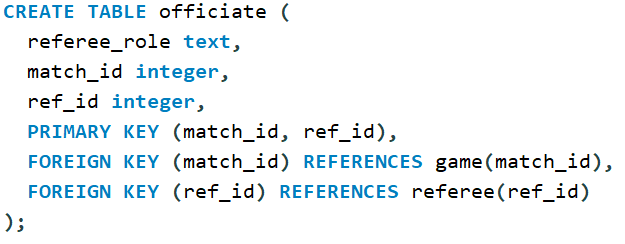 CREATE TABLE officiate (
  referee_role text,
  match_id integer,
  ref_id integer,
  PRIMARY KEY (match_id, ref_id),
  FOREIGN KEY (match_id) REFERENCES game(match_id),
  FOREIGN KEY (ref_id) REFERENCES referee(ref_id)
);